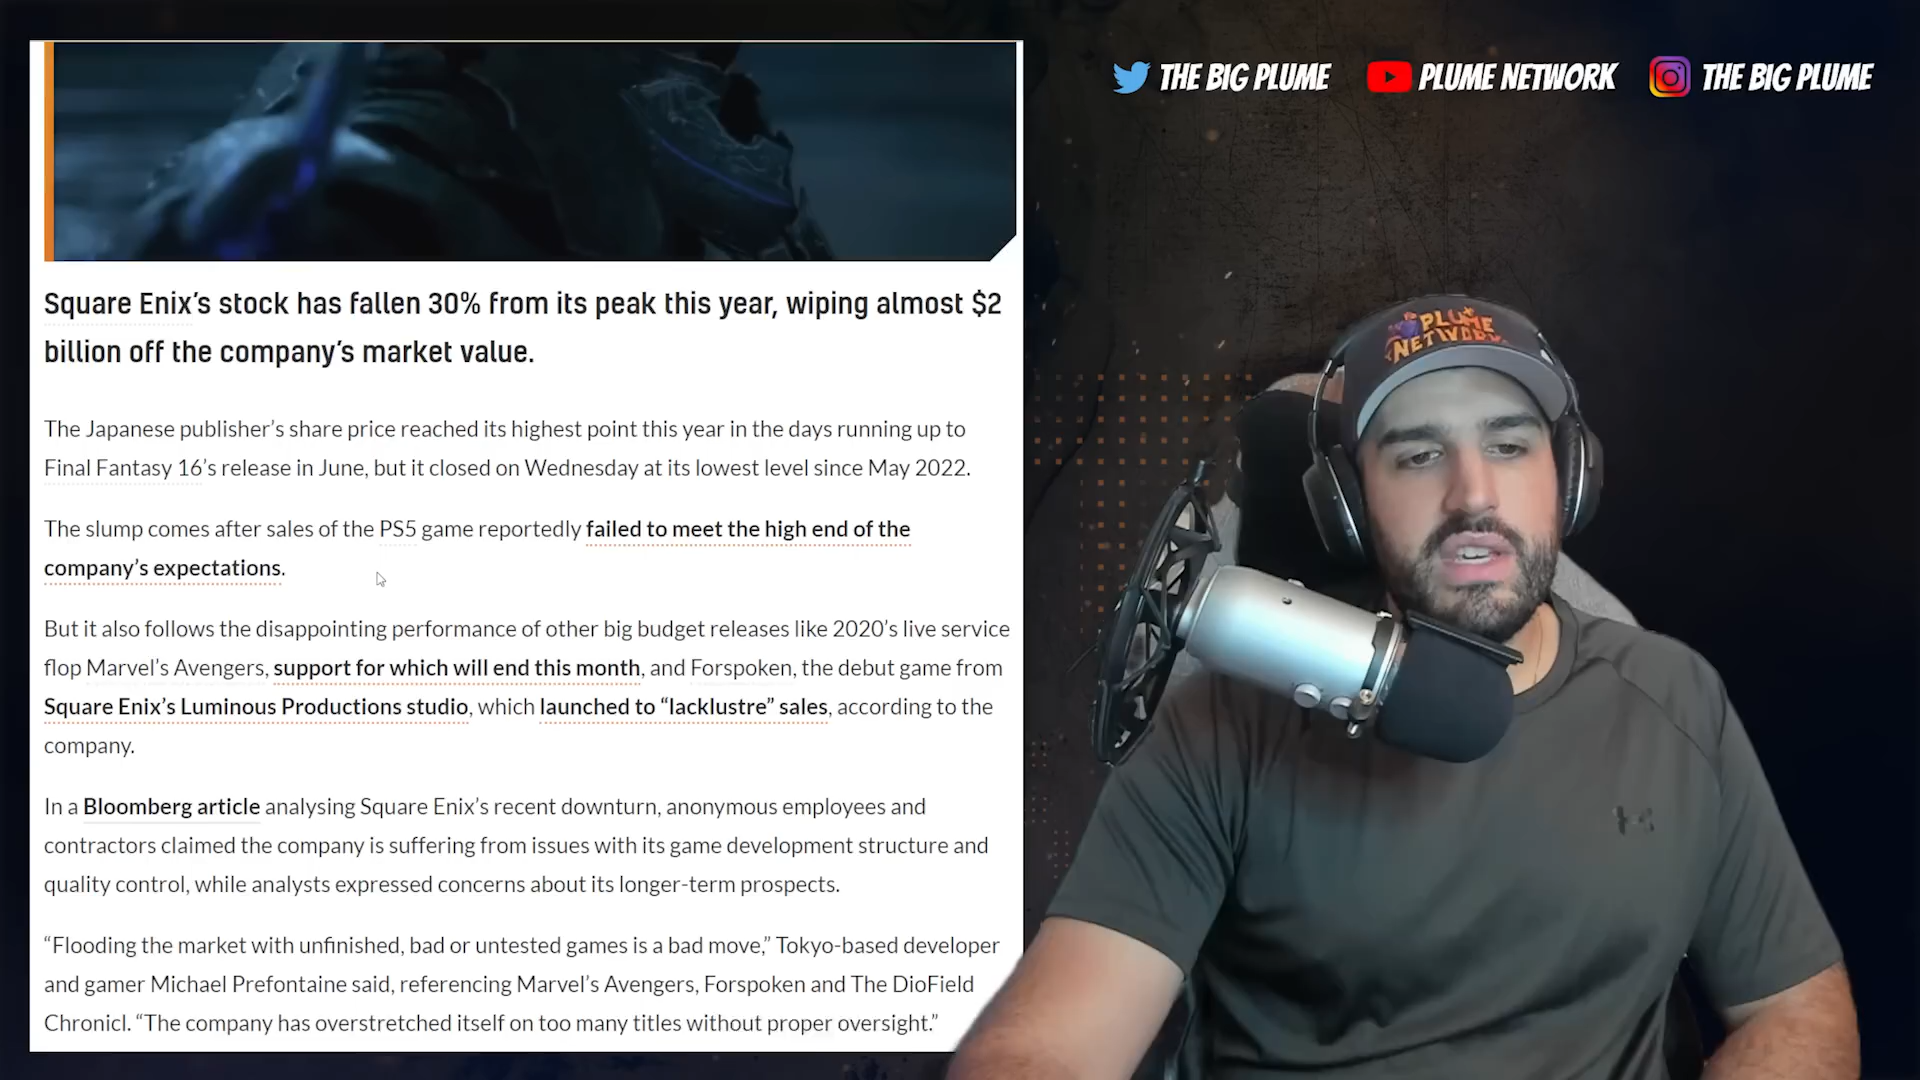 THE BIG PLUME
PLUME NETWORK
THE BIG PLUME
PLUME
NETWORK
Square Enix’s stock has fallen 30% from its peak this year, wiping almost $2
billion off the company’s market value.
The Japanese publisher’s share price reached its highest point this year in the days running up to
Final Fantasy 16’s release in June, but it closed on Wednesday at its lowest level since May 2022.
The slump comes after sales of the PS5 game reportedly failed to meet the high end of the
company’s expectations.
But it also follows the disappointing performance of other big budget releases like 2020’s live service
flop Marvel’s Avengers, support for which will end this month, and Forspoken, the debut game from
Square Enix’s Luminous Productions studio, which launched to “lacklustre” sales, according to the
company.
In a Bloomberg article analysing Square Enix’s recent downturn, anonymous employees and
contractors claimed the company is suffering from issues with its game development structure and
quality control, while analysts expressed concerns about its longer-term prospects.
“Flooding the market with unfinished, bad or untested games is a bad move,” Tokyo-based developer
and gamer Michael Prefontaine said, referencing Marvel’s Avengers, Forspoken and The DioField
Chronicl. “The company has overstretched itself on too many titles without proper oversight.”